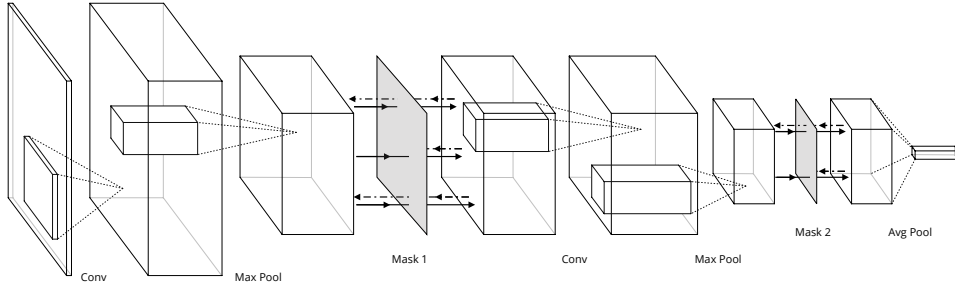 Conv
Max Pool
Mask 1
Conv
Max Pool
Mask 2
Avg Pool